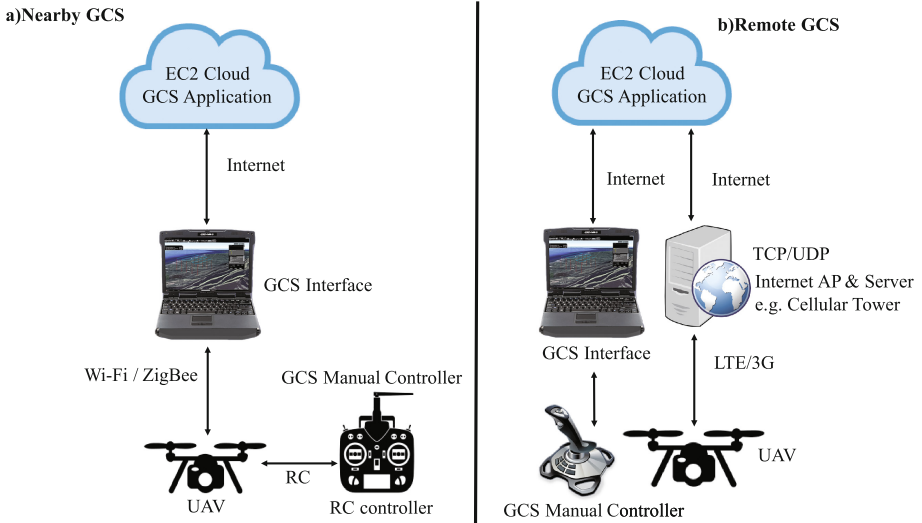 a)Nearby GCS
EC2 Cloud
GCS Application
Internet
GCS Interface
Wi-Fi / ZigBee
GCS Manual Controller
RC
UAV
RC controller
b)Remote GCS
EC2 Cloud
GCS Application
Internet
Internet
TCP/UDP
Internet AP & Server
e.g. Cellular Tower
GCS Interface
LTE/3G
UAV
GCS Manual Controller